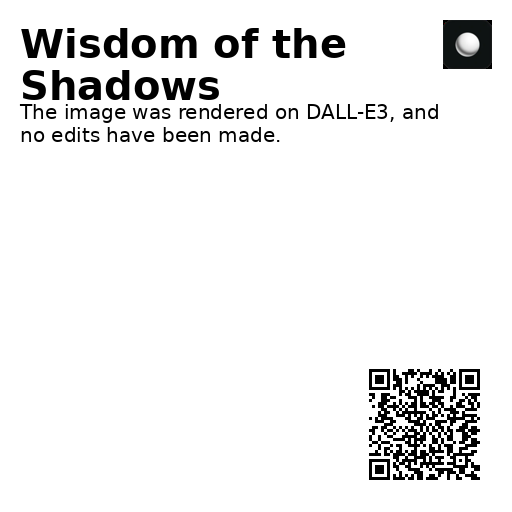 Wisdom of the
Shadows
The image was rendered on DALL-E3, and
no edits have been made.